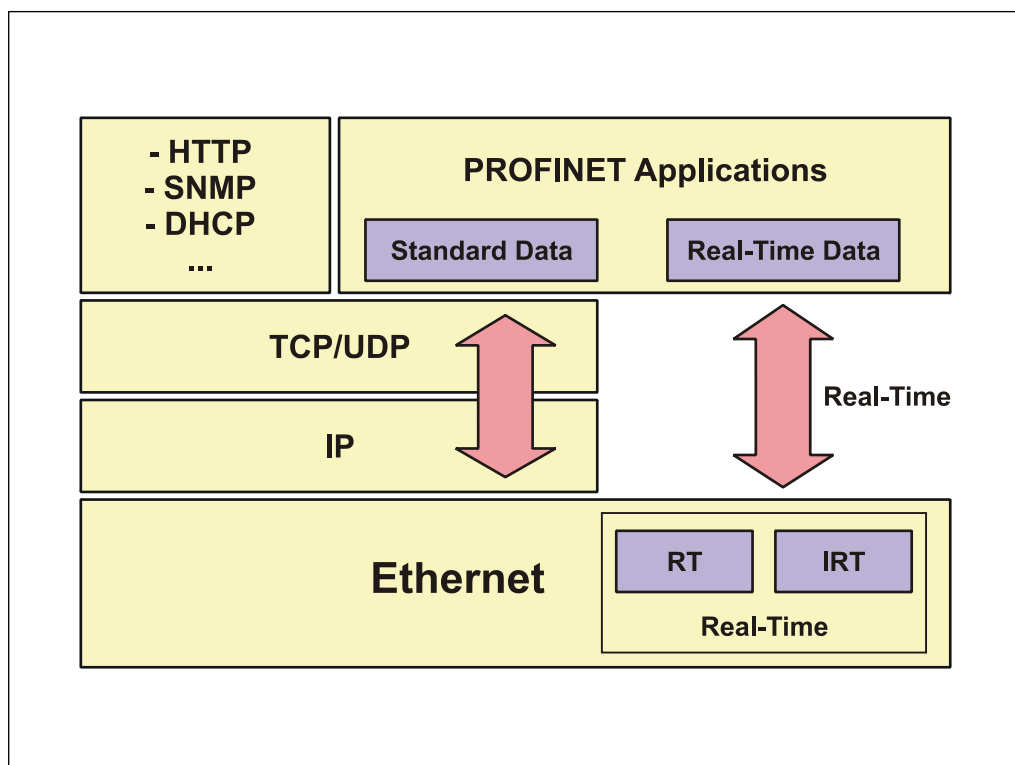 - HTTP
- SNMP
- DHCP
...
PROFINET Applications
Standard Data
Real-Time Data
TCP/UDP
Real-Time
IP
Ethernet
RT
IRT
Real-Time